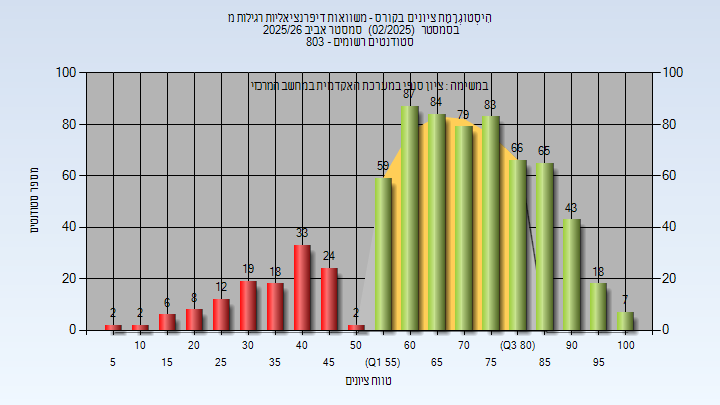 היסטוגרמת ציונים בקורס - משוואות דיפרנציאליות רגילות מ
בסמסטר (02/2025) סמסטר אביב 2025/26
סטודנטים רשומים - 803
במשימה : ציון סופי במערכת האקדמית במחשב המרכזי
מספר סטודנטים
100 100
80 80
60 60
40 40
20 20
0 0
2 2 6 8 12 19 18 33 24 2 59 87 84 79 83 66 65 43 18 7
10 20 30 40 50 60 70 (Q3 80) 90 100
5 15 25 35 45 (Q1 55) 65 75 85 95
טווח ציונים